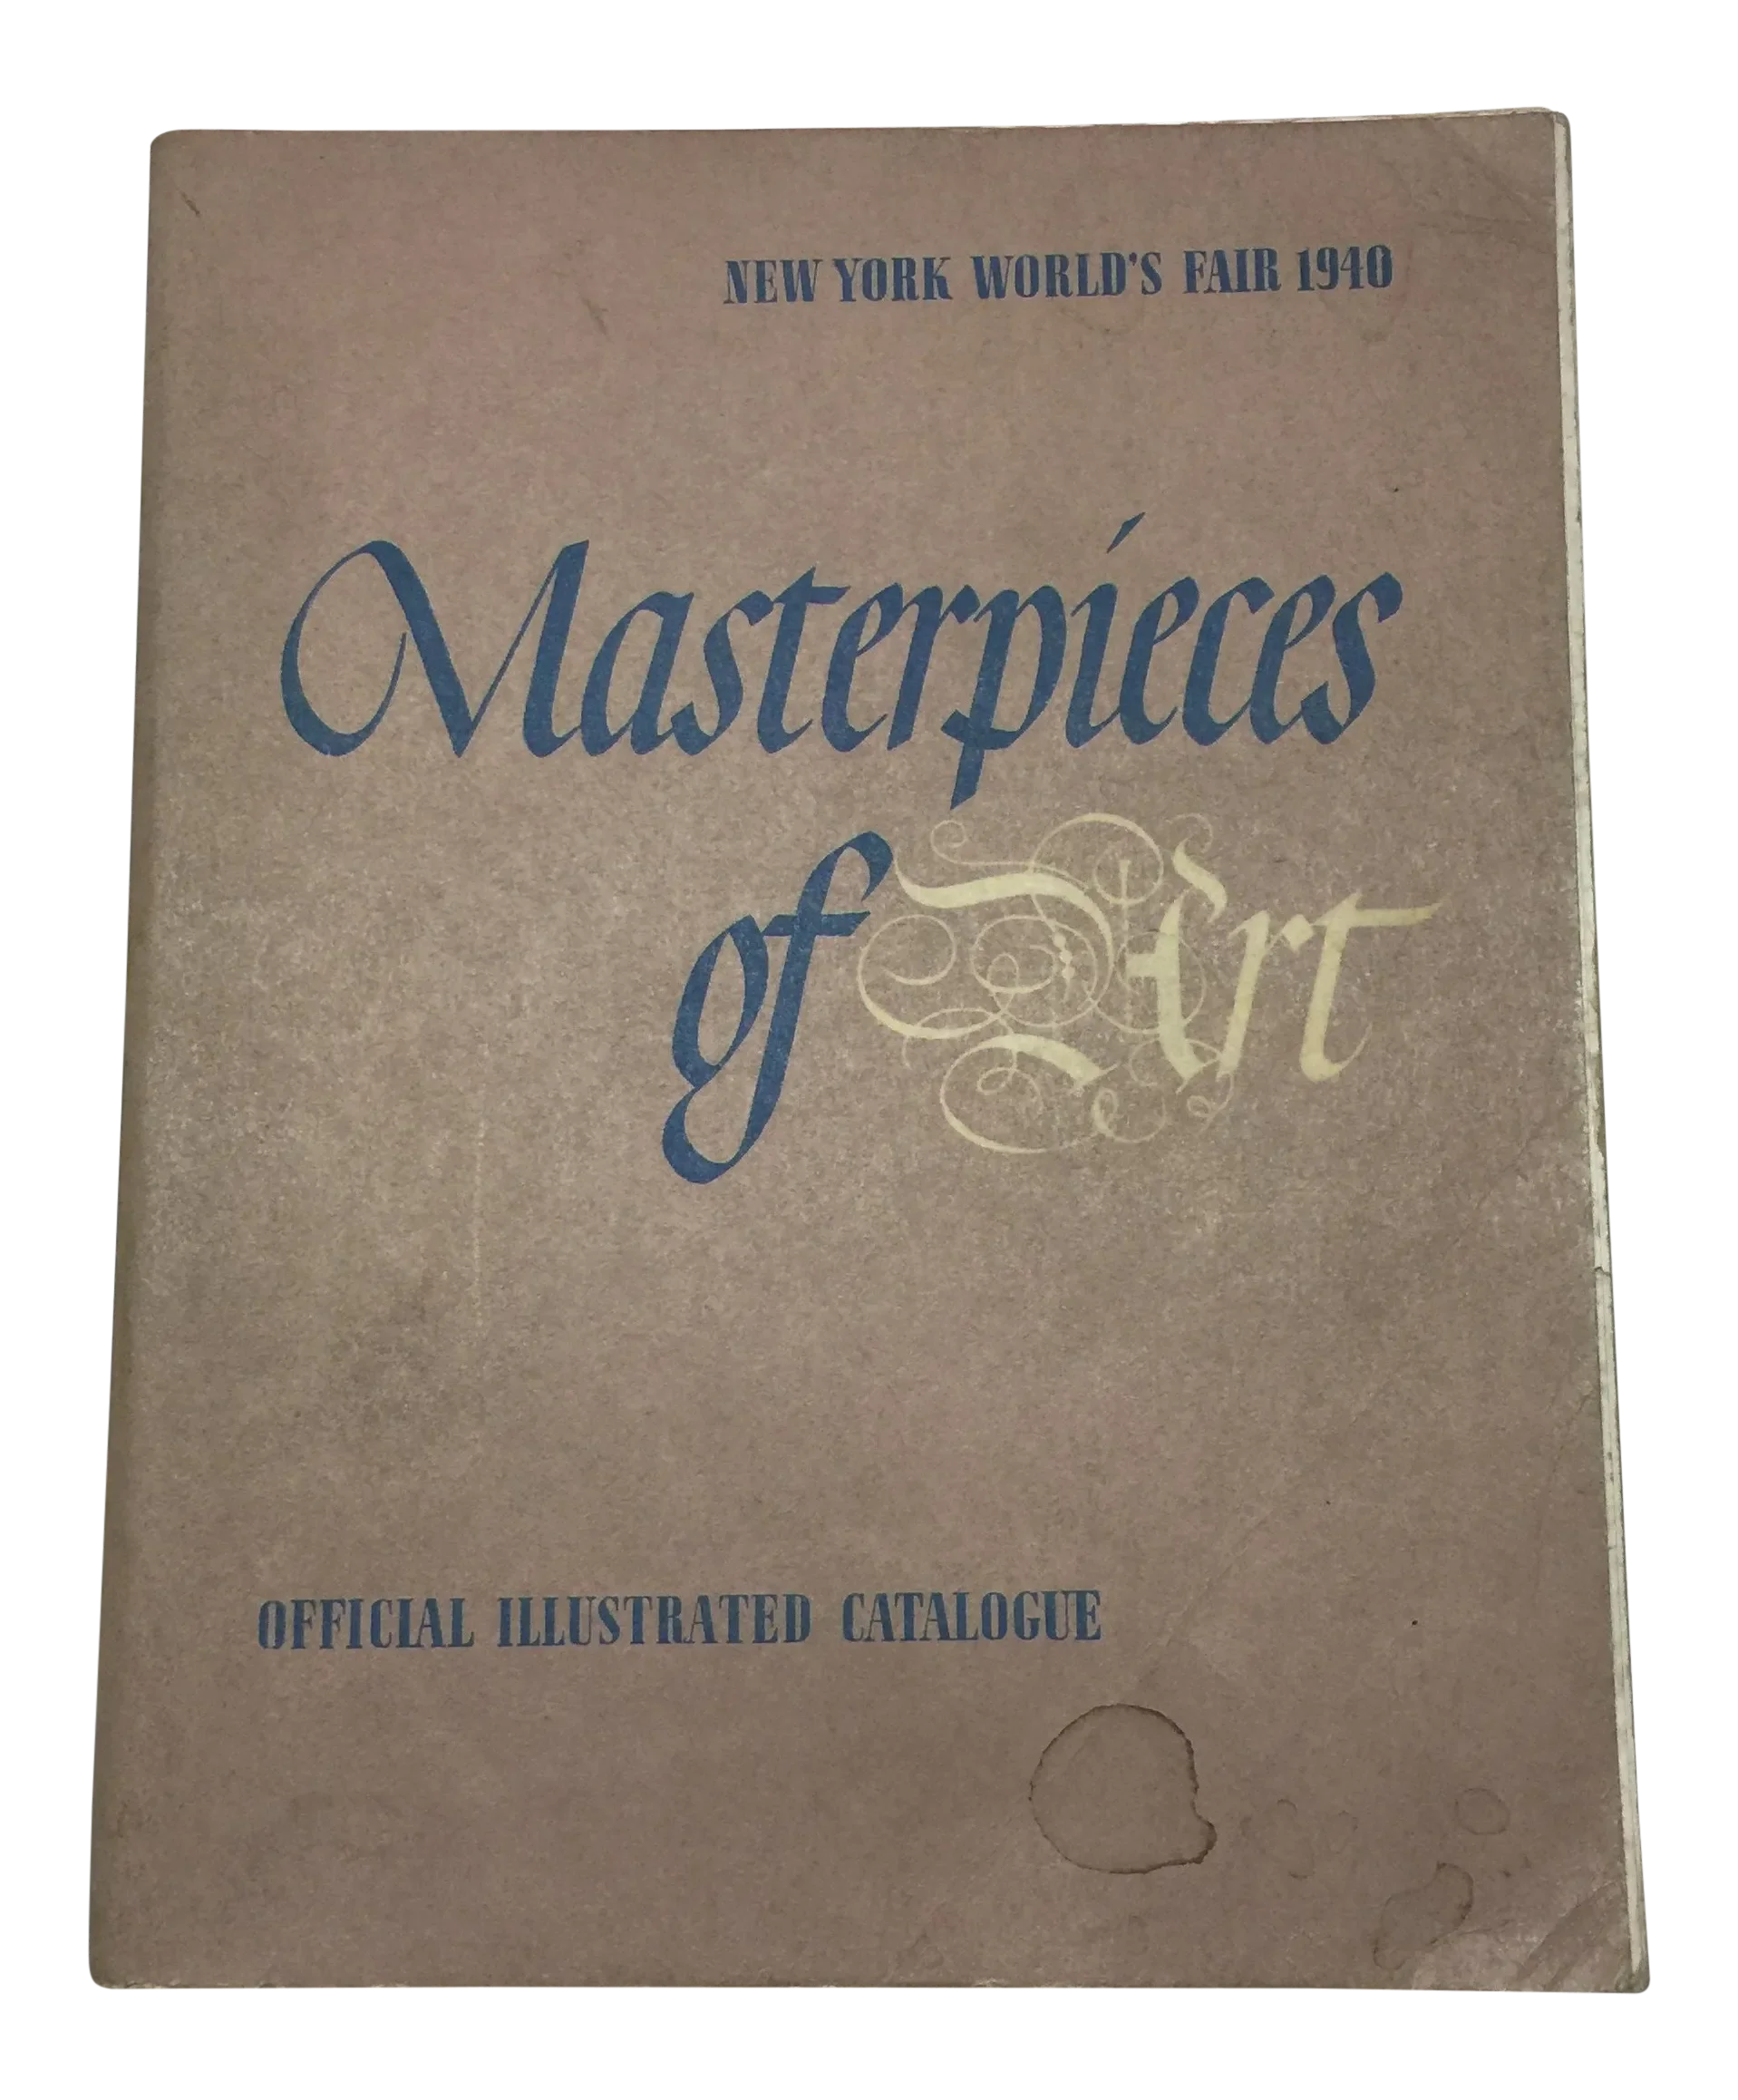 NEW YORK WORLD'S FAIR 1940
Masterpieces
of Art
OFFICIAL ILLUSTRATED CATALOGUE